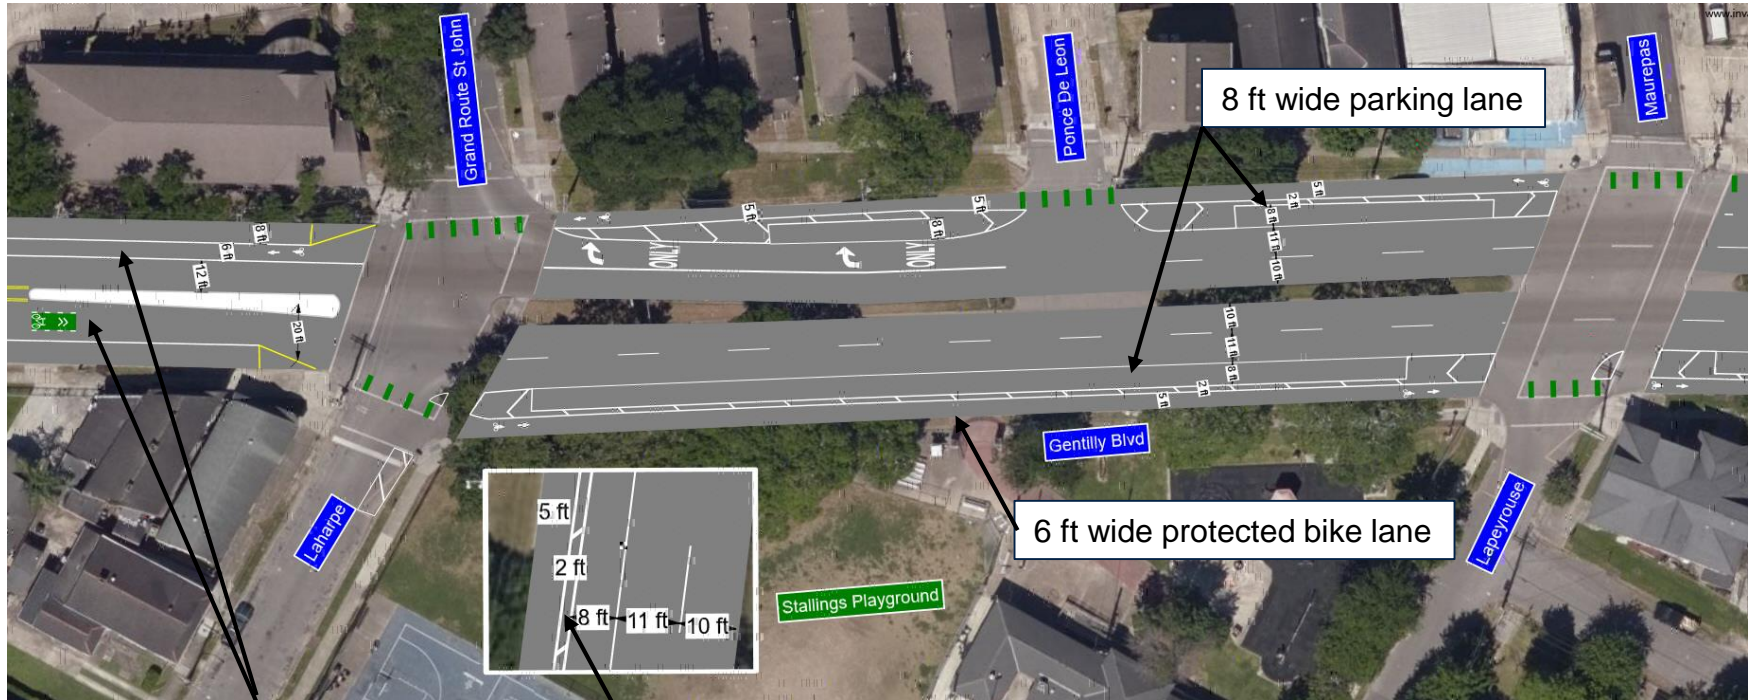 www.inv
Grand Route St John
Ponce De Leon
Maurepas
8 ft wide parking lane
5 ft
2 ft
8 ft
11 ft
10 ft
5 ft
5 ft
8 ft
ONLY
ONLY
8 ft
6 ft
12 ft
20 ft
10 ft
11 ft
8 ft
2 ft
5 ft
Gentilly Blvd
6 ft wide protected bike lane
Laharpe
Lapeyrouse
Stallings Playground
5 ft
2 ft
8 ft
11 ft
10 ft